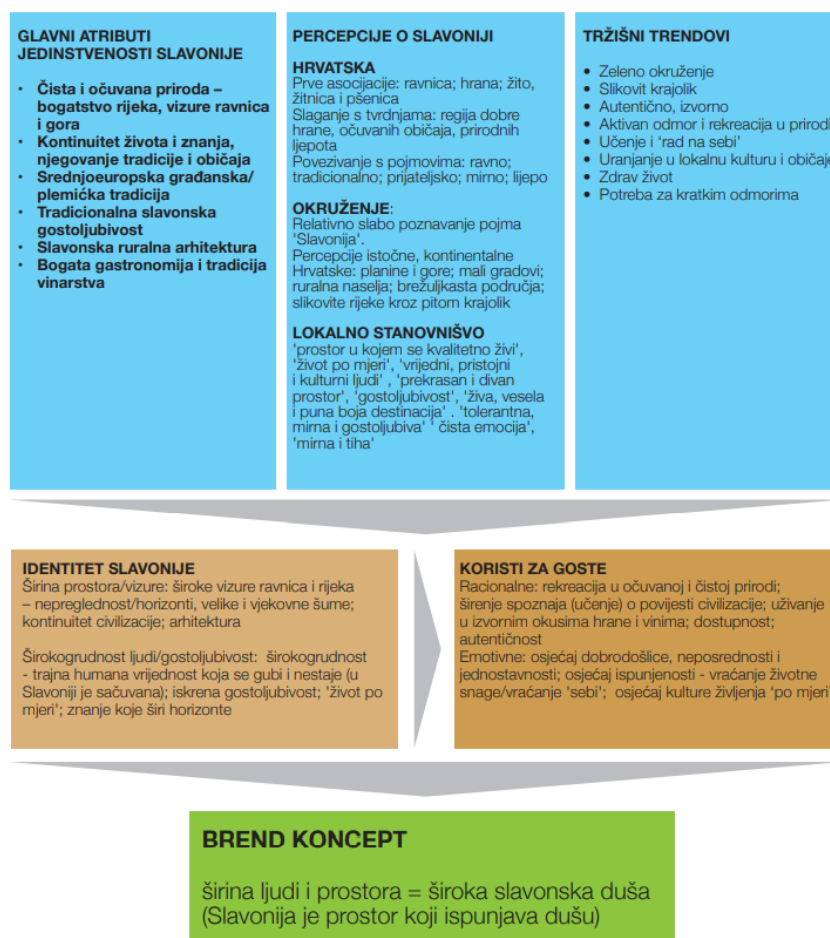 GLAVNI ATRIBUTI
JEDINSTVENOSTI SLAVONIJE
• Čista i očuvana priroda –
bogatstvo rijeka, vizure ravnica
i gora
• Kontinuitet života i znanja,
njegovanje tradicije i običaja
• Srednjoeuropska građanska/
plemićka tradicija
• Tradicionalna slavonska
gostoljubivost
• Slavonska ruralna arhitektura
• Bogata gastronomija i tradicija
vinarstva
PERCEPCIJE O SLAVONIJI
HRVATSKA
Prve asocijacije: ravnica; hrana; žito,
žitnica i pšenica
Slaganje s tvrdnjama: regija dobre
hrane, očuvanih običaja, prirodnih
ljepota
Povezivanje s pojmovima: ravno;
tradicionalno; prijateljsko; mirno; lijepo
OKRUŽENJE:
Relativno slabo poznavanje pojma
'Slavonija'.
Percepcije istočne, kontinentalne
Hrvatske: planine i gore; mali gradovi;
ruralna naselja; brežuljkasta područja;
slikovite rijeke kroz pitom krajolik
LOKALNO STANOVNIŠVO
'prostor u kojem se kvalitetno živi',
'život po mjeri', 'vrijedni, pristojni
i kulturni ljudi' , 'prekrasan i divan
prostor', 'gostoljubivost', 'živa, vesela
i puna boja destinacija' . 'tolerantna,
mirna i gostoljubiva' ' čista emocija',
'mirna i tiha'
TRŽIŠNI TRENDOVI
• Zeleno okruženje
• Slikovit krajolik
• Autentično, izvorno
• Aktivan odmor i rekreacija u prirodi
• Učenje i 'rad na sebi'
• Uranjanje u lokalnu kulturu i običaje
• Zdrav život
• Potreba za kratkim odmorima
IDENTITET SLAVONIJE
Širina prostora/vizure: široke vizure ravnica i rijeka
– nepreglednost/horizonti, velike i vjekovne šume;
kontinuitet civilizacije; arhitektura
Širokogrudnost ljudi/gostoljubivost: širokogrudnost
- trajna humana vrijednost koja se gubi i nestaje (u
Slavoniji je sačuvana); iskrena gostoljubivost; 'život po
mjeri'; znanje koje širi horizonte
KORISTI ZA GOSTE
Racionalne: rekreacija u očuvanoj i čistoj prirodi;
širenje spoznaja (učenje) o povijesti civilizacije; uživanje
u izvornim okusima hrane i vinima; dostupnost;
autentičnost
Emotivne: osjećaj dobrodošlice, neposrednosti i
jednostavnosti; osjećaj ispunjenosti - vraćanje životne
snage/vraćanje 'sebi'; osjećaj kulture življenja 'po mjeri'
BREND KONCEPT
širina ljudi i prostora = široka slavonska duša
(Slavonija je prostor koji ispunjava dušu)